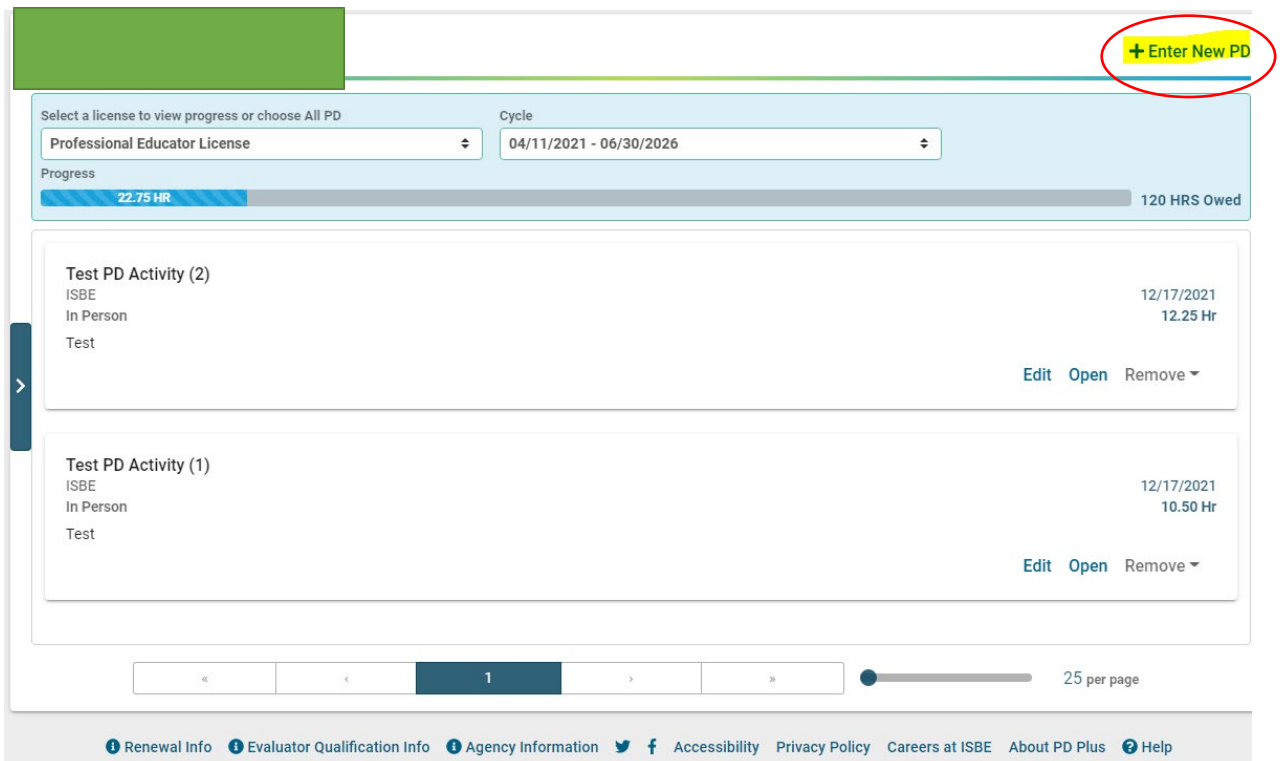 + Enter New PD
Select a license to view progress or choose All PD
Cycle
Professional Educator License
04/11/2021 - 06/30/2026
Progress
22.75 HR
120 HRS Owed
Test PD Activity (2)
ISBE
12/17/2021
In Person
12.25 Hr
Test
Edit Open Remove
Test PD Activity (1)
ISBE
12/17/2021
In Person
10.50 Hr
Test
Edit Open Remove
« ‹ 1 › » 25 per page
Renewal Info Evaluator Qualification Info Agency Information Accessibility Privacy Policy Careers at ISBE About PD Plus Help